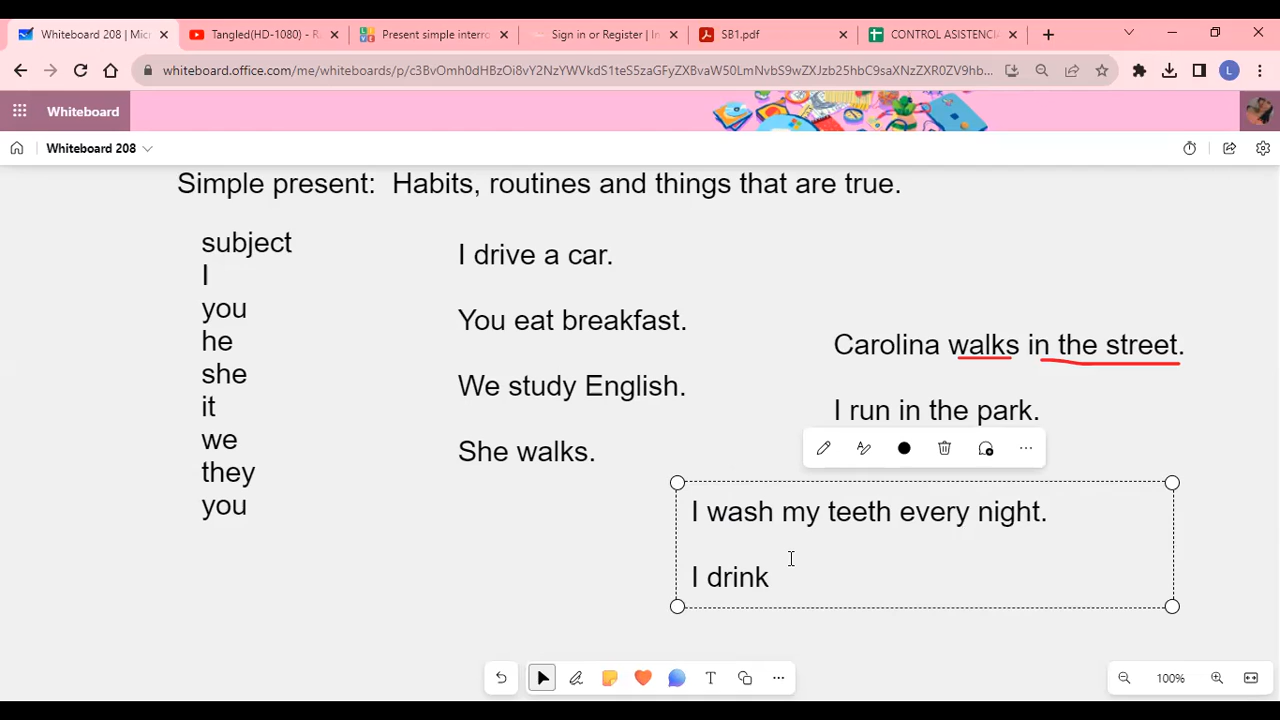 Whiteboard 208 | Mic
Tangled(HD-1080) - R
Present simple interro
Sign in or Register | In
SB1.pdf
CONTROL ASISTENCIA
whiteboard.office.com/me/whiteboards/p/c3BvOmh0dHBzOi8vY2NzYWVkdS1teS5zaGFyZXBvaW50LmNvbS9wZXJzb25hbC9saXNzZXR0ZV9hb...
L
Whiteboard
Whiteboard 208
Simple present: Habits, routines and things that are true.
subject
I
you
he
she
it
we
they
you
I drive a car.
You eat breakfast.
We study English.
She walks.
Carolina walks in the street.
I run in the park.
I wash my teeth every night.
I drink
100%